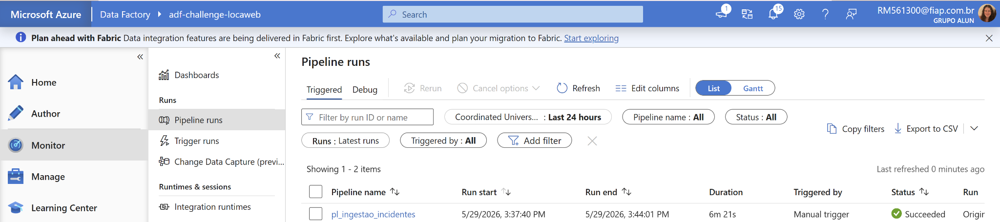 Microsoft Azure
Data Factory
adf-challenge-locaweb
Search
1
15
RM561300@fiap.com.br
GRUPO ALUN
Plan ahead with Fabric Data integration features are being delivered in Fabric first. Explore what's available and plan your migration to Fabric. Start exploring
Home
Author
Monitor
Manage
Learning Center
Dashboards
Runs
Pipeline runs
Trigger runs
Change Data Capture (previ...
Runtimes & sessions
Integration runtimes
Pipeline runs
Triggered Debug Rerun Cancel options Refresh Edit columns List Gantt
Filter by run ID or name Coordinated Univers... : Last 24 hours Pipeline name : All Status : All
Copy filters Export to CSV
Runs : Latest runs Triggered by : All Add filter
Showing 1 - 2 items
Last refreshed 0 minutes ago
Pipeline name Run start Run end Duration Triggered by Status Run
pl_ingestao_incidentes 5/29/2026, 3:37:40 PM 5/29/2026, 3:44:01 PM 6m 21s Manual trigger Succeeded Origin